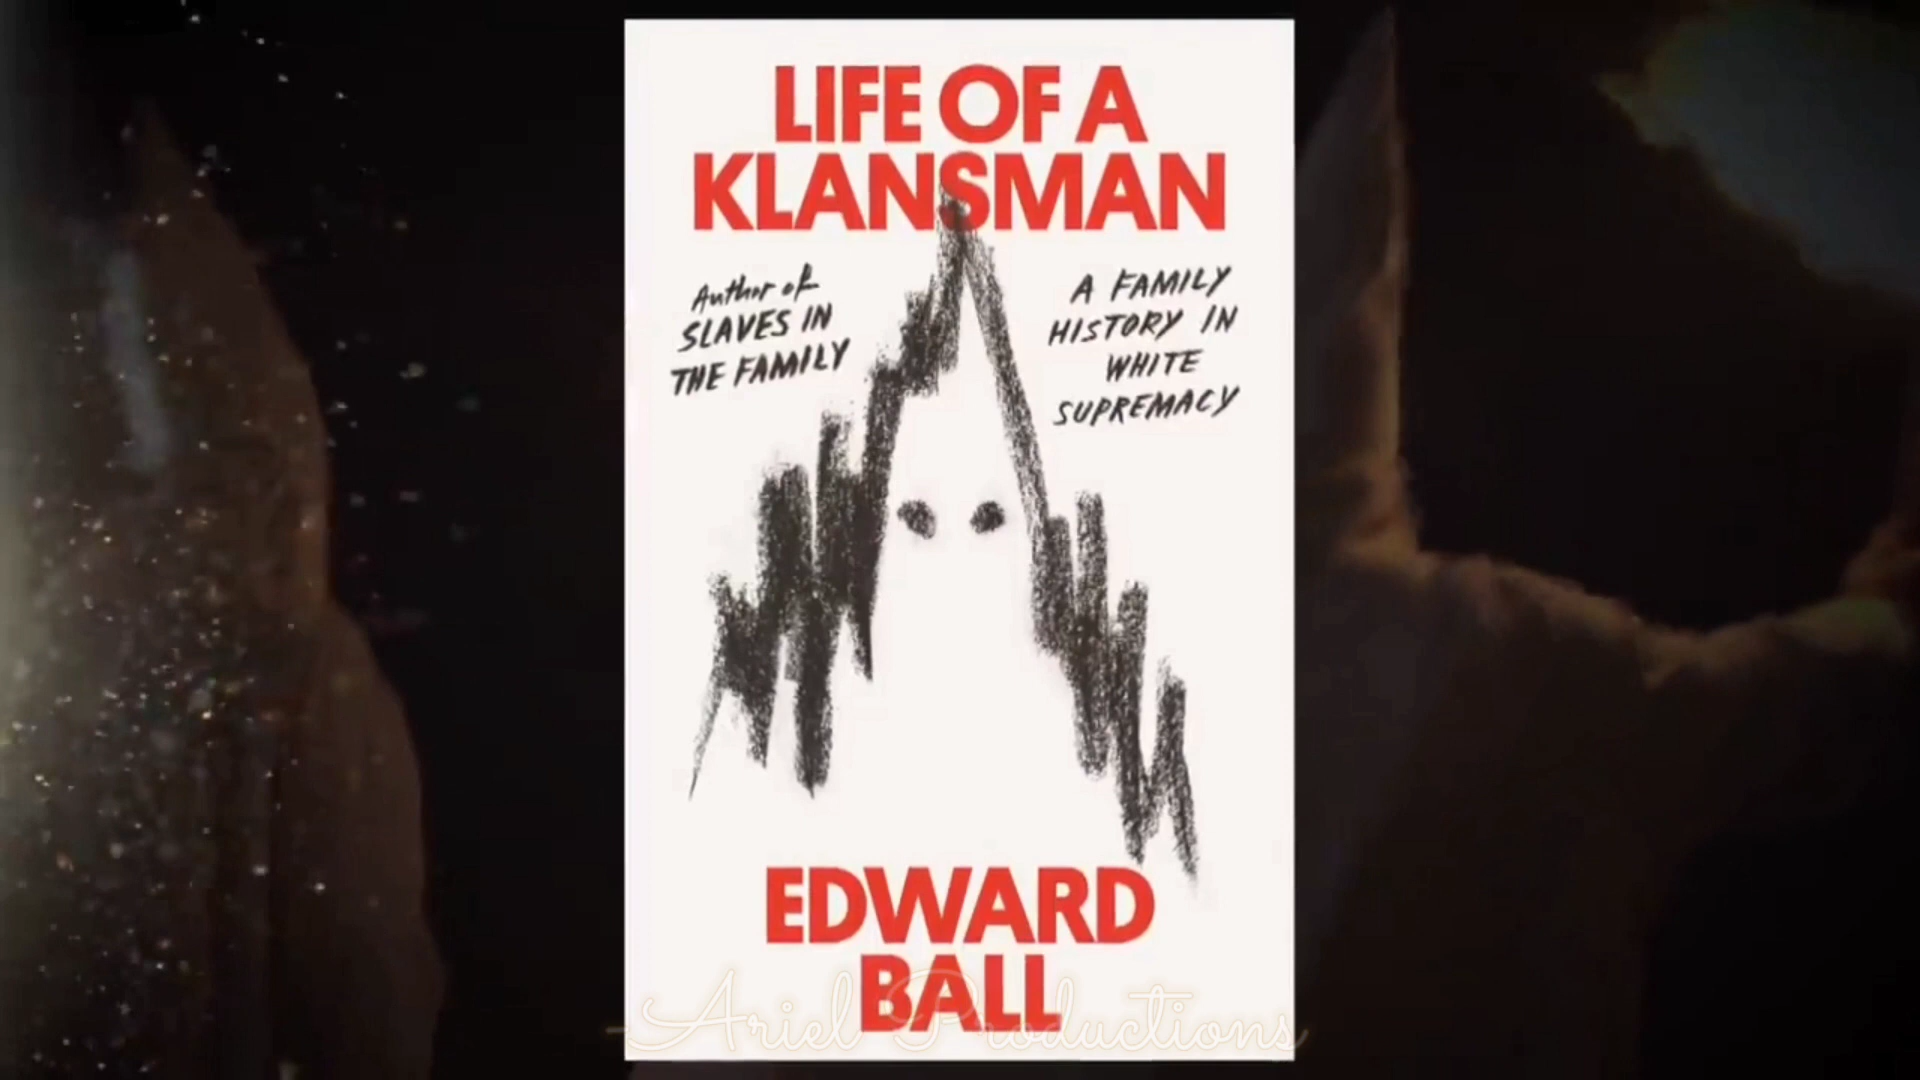 LIFE OF A
KLANSMAN
Author of
SLAVES IN
THE FAMILY
A FAMILY
HISTORY IN
WHITE
SUPREMACY
EDWARD
BALL
Ariel Productions